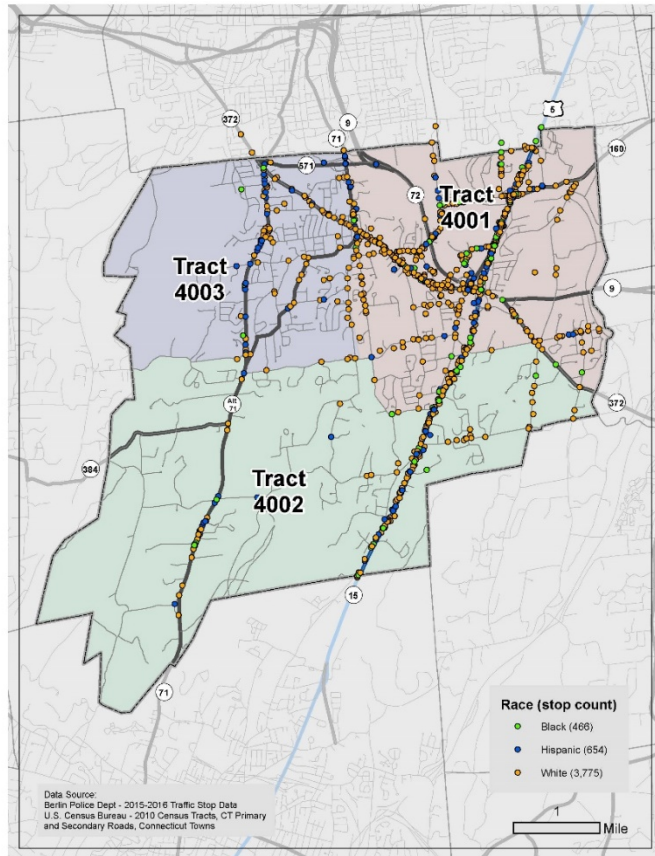 5
372
9
71
160
571
72
Tract
4001
Tract
4003
9
372
Alt
71
384
Tract
4002
15
71
Race (stop count)
Black (466)
Hispanic (654)
White (3,775)
Data Source:
Berlin Police Dept - 2015-2016 Traffic Stop Data
U.S. Census Bureau - 2010 Census Tracts, CT Primary
and Secondary Roads, Connecticut Towns
1
Mile